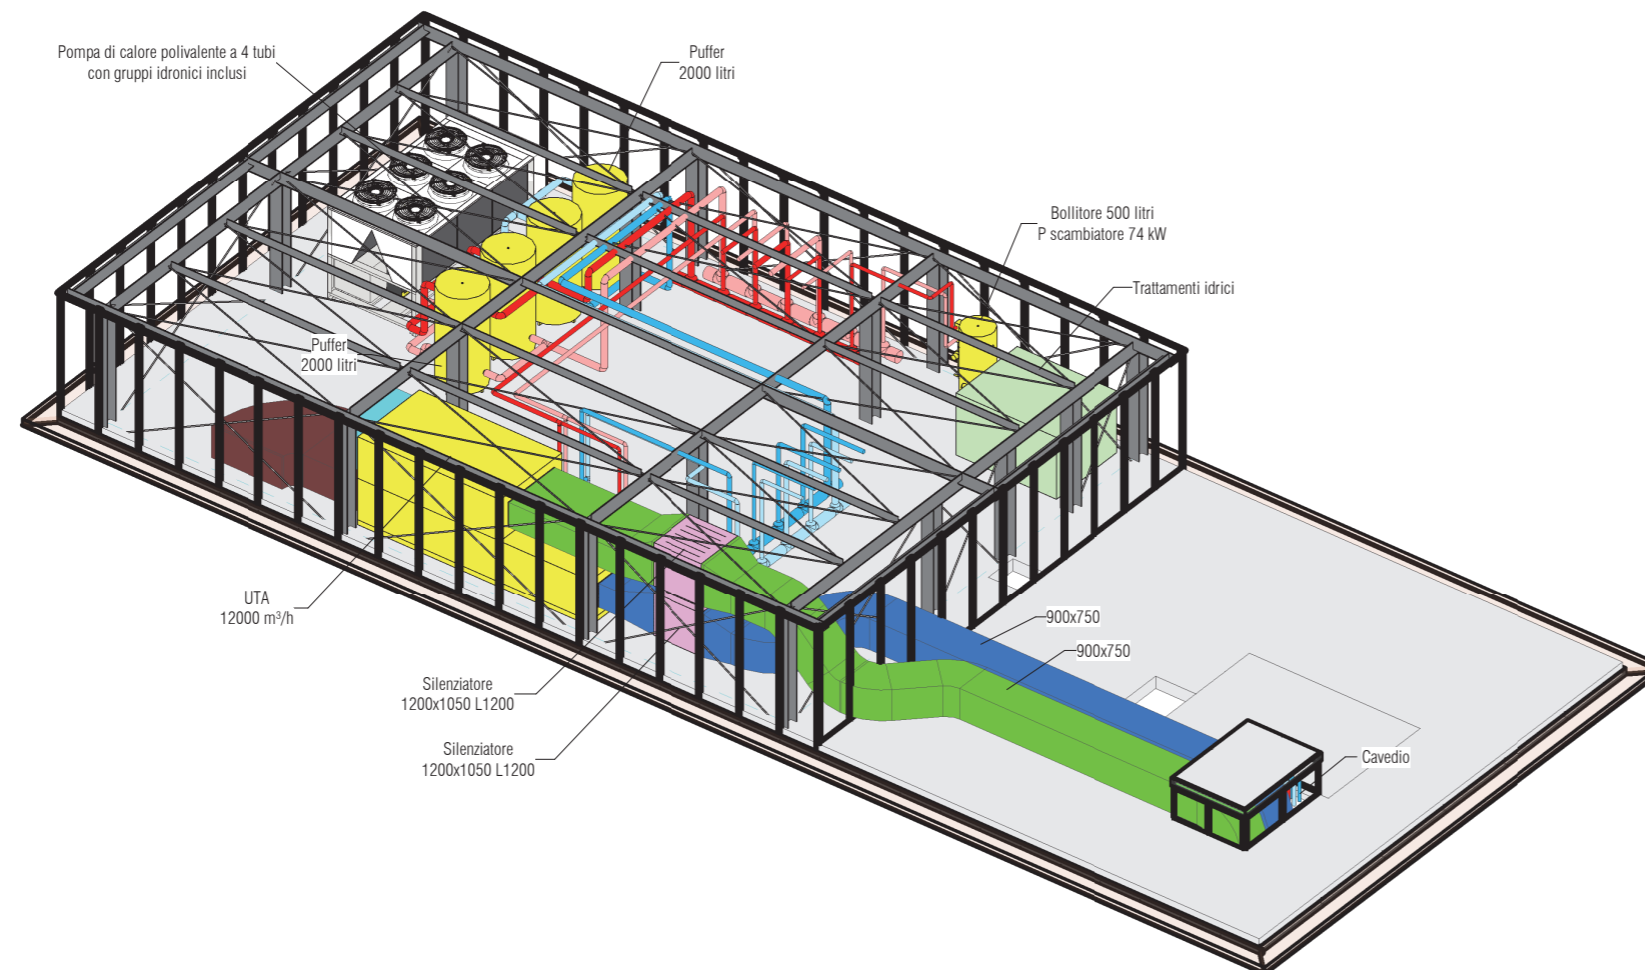 Pompa di calore polivalente a 4 tubi
con gruppi idronici inclusi
Puffer
2000 litri
Bollitore 500 litri
P scambiatore 74 kW
Trattamenti idrici
Puffer
2000 litri
UTA
12000 m³/h
900x750
900x750
Silenziatore
1200x1050 L1200
Silenziatore
1200x1050 L1200
Cavedio